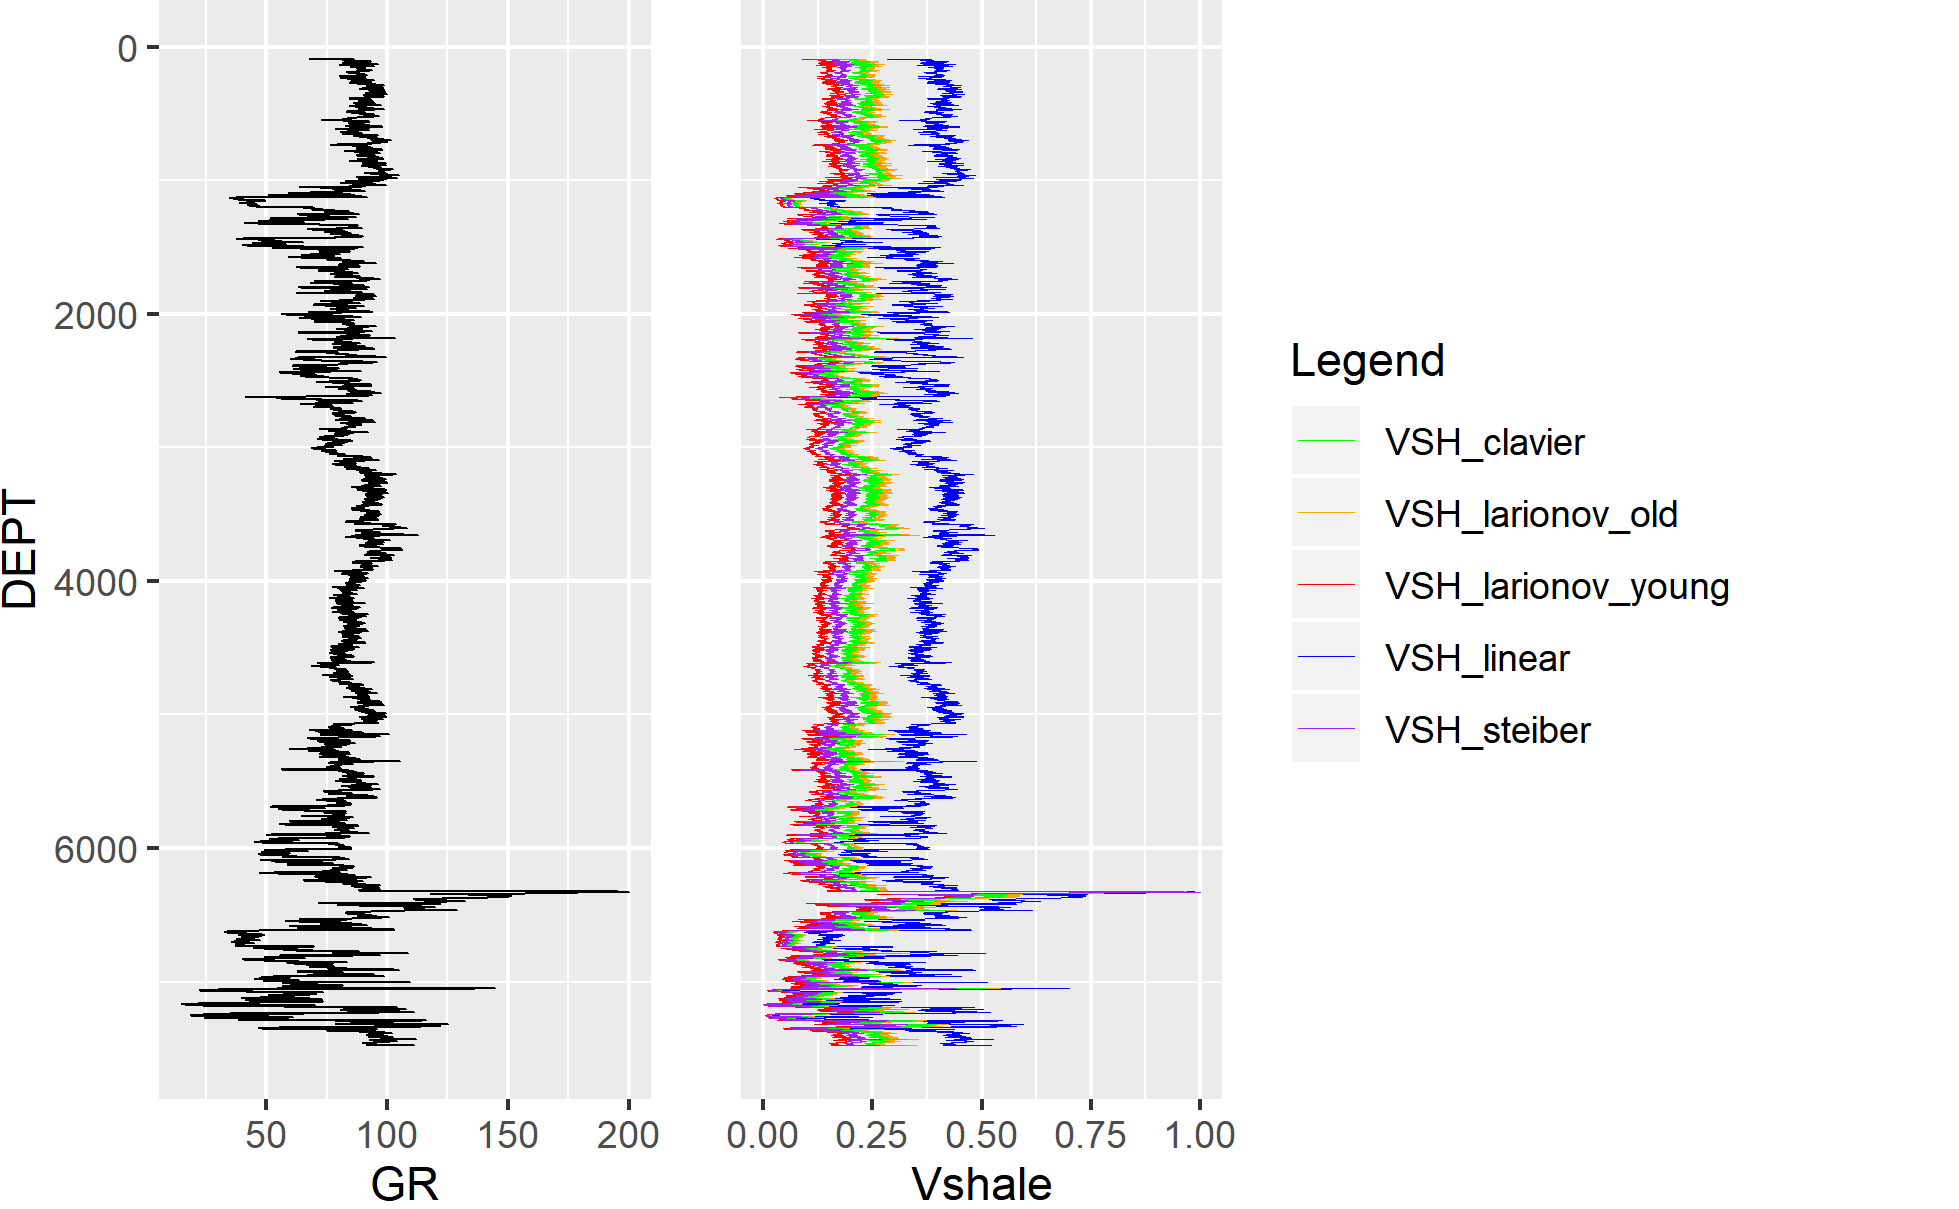 DEPT
0
2000
4000
6000
50 100 150 200
GR
0.00 0.25 0.50 0.75 1.00
Vshale
Legend
VSH_clavier
VSH_larionov_old
VSH_larionov_young
VSH_linear
VSH_steiber